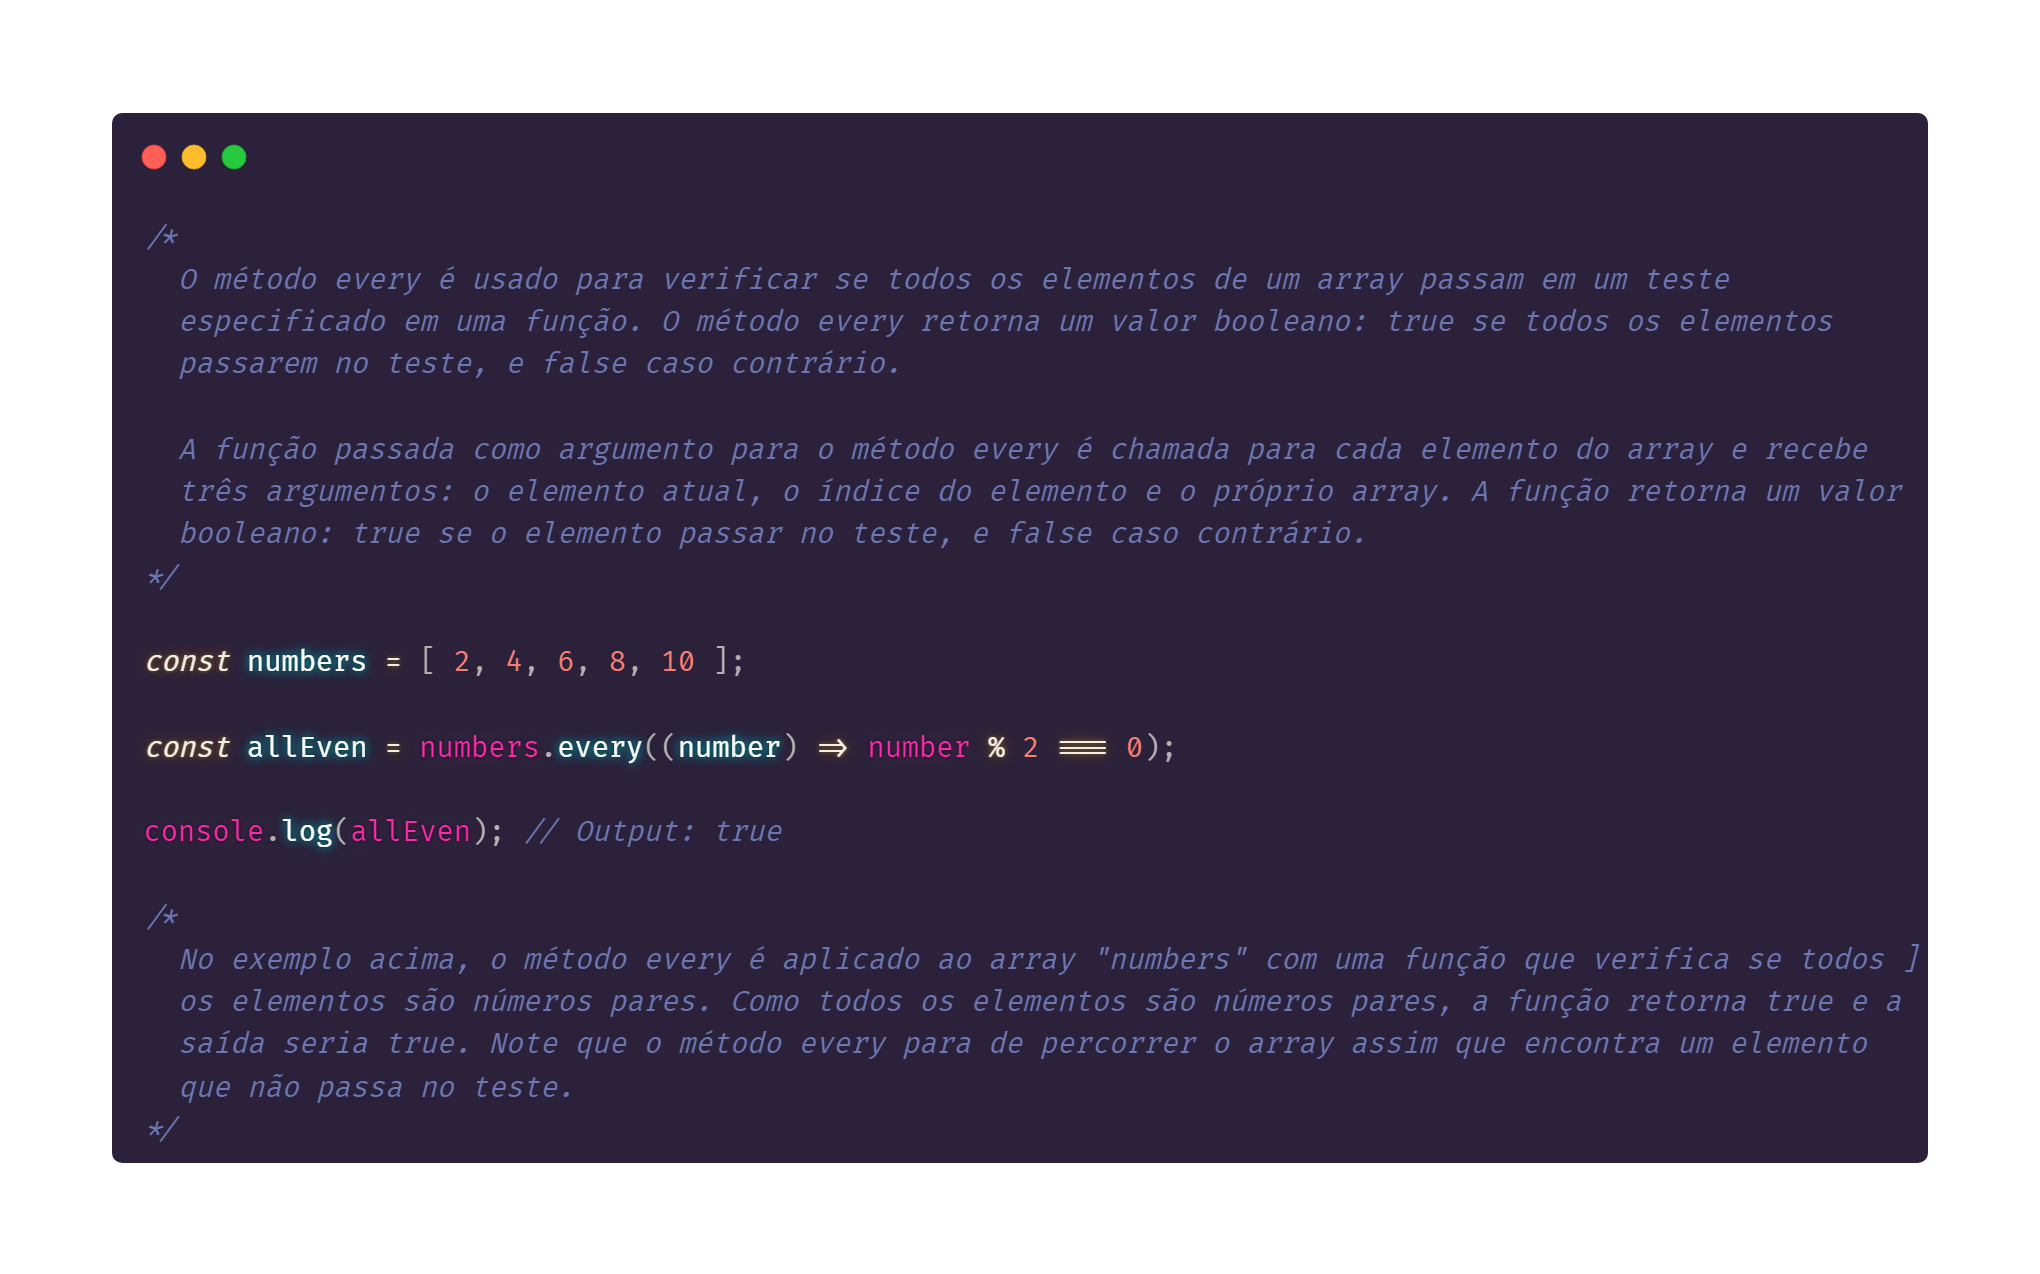 /*
  O método every é usado para verificar se todos os elementos de um array passam em um teste
  especificado em uma função. O método every retorna um valor booleano: true se todos os elementos
  passarem no teste, e false caso contrário.

  A função passada como argumento para o método every é chamada para cada elemento do array e recebe
  três argumentos: o elemento atual, o índice do elemento e o próprio array. A função retorna um valor
  booleano: true se o elemento passar no teste, e false caso contrário.
*/

const numbers = [ 2, 4, 6, 8, 10 ];

const allEven = numbers.every((number) => number % 2 === 0);

console.log(allEven); // Output: true

/*
  No exemplo acima, o método every é aplicado ao array "numbers" com uma função que verifica se todos ]
  os elementos são números pares. Como todos os elementos são números pares, a função retorna true e a
  saída seria true. Note que o método every para de percorrer o array assim que encontra um elemento
  que não passa no teste.
*/